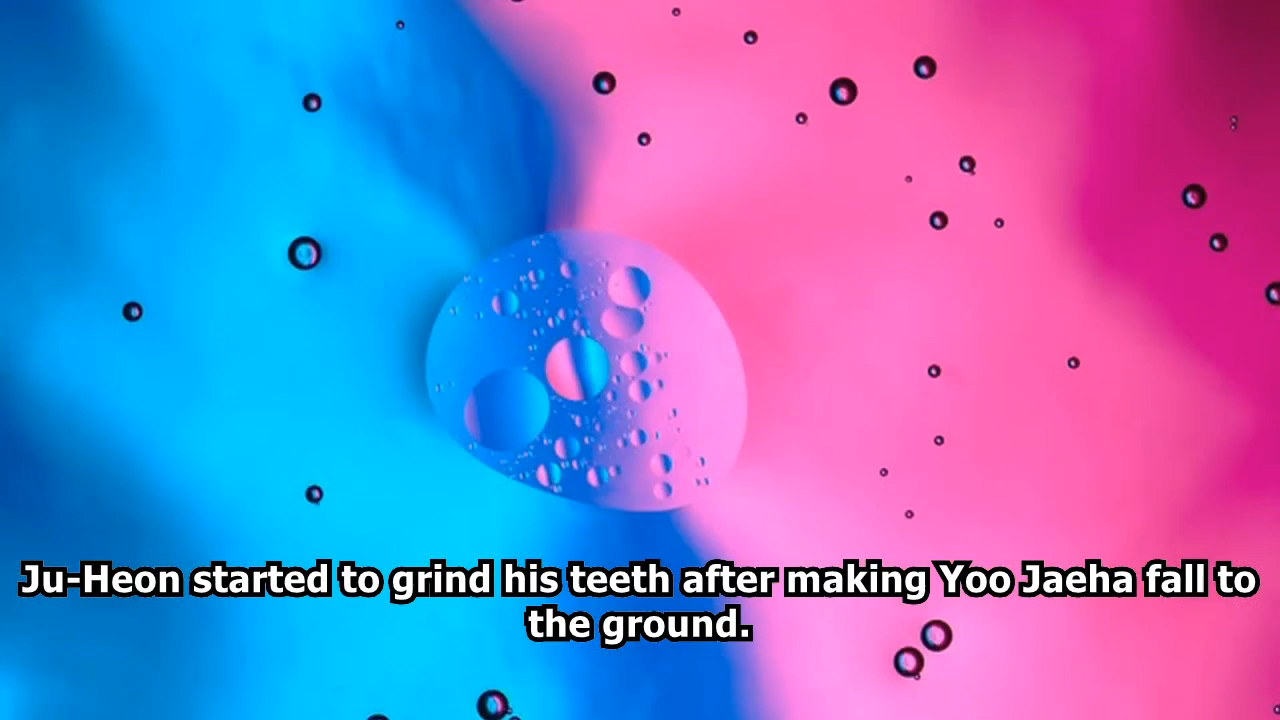 Ju-Heon started to grind his teeth after making Yoo Jaeha fall to
the ground.